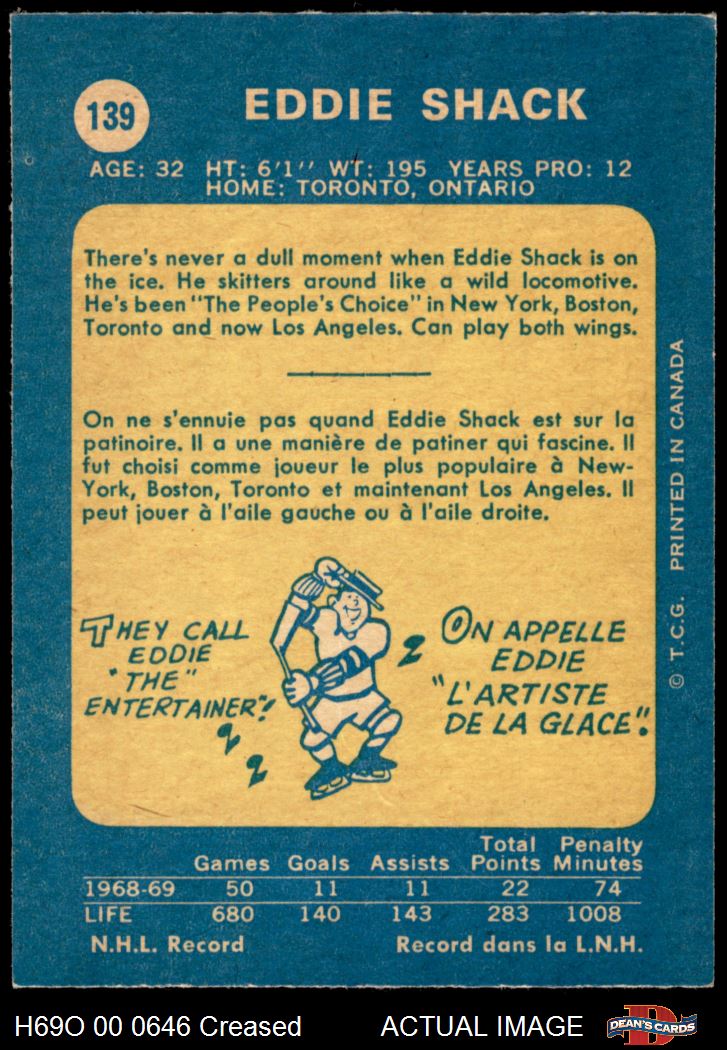 139
EDDIE SHACK
AGE: 32 HT: 6'1'' WT: 195 YEARS PRO: 12
HOME: TORONTO, ONTARIO
There's never a dull moment when Eddie Shack is on
the ice. He skitters around like a wild locomotive.
He's been "The People's Choice" in New York, Boston,
Toronto and now Los Angeles. Can play both wings.
On ne s'ennuie pas quand Eddie Shack est sur la
patinoire. Il a une manière de patiner qui fascine. Il
fut choisi comme joueur le plus populaire à New-
York, Boston, Toronto et maintenant Los Angeles. Il
peut jouer à l'aile gauche ou à l'aile droite.
THEY CALL
EDDIE
"THE"
ENTERTAINER"!
ON APPELLE
EDDIE
"L'ARTISTE
DE LA GLACE".
© T.C.G. PRINTED IN CANADA
Total Penalty
Games Goals Assists Points Minutes
1968-69 50 11 11 22 74
LIFE 680 140 143 283 1008
N.H.L. Record Record dans la L.N.H.
H69O 00 0646 Creased ACTUAL IMAGE
D
DEAN'S CARDS